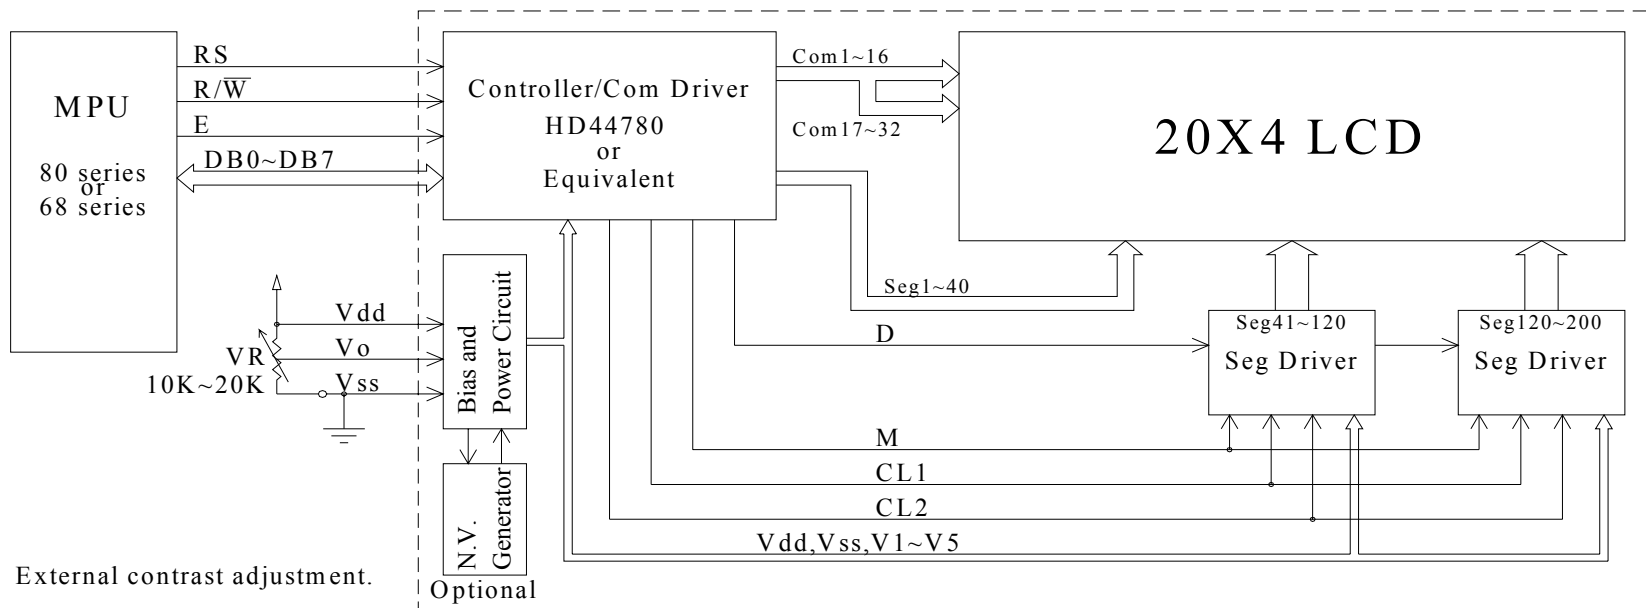 MPU
80 series
or
68 series
RS
R/W̅
E
DB0~DB7
Controller/Com Driver
HD44780
or
Equivalent
Com1~16
Com17~32
20X4 LCD
Seg1~40
Vdd
Vo
Vss
VR
10K~20K
Bias and
Power Circuit
D
Seg41~120
Seg Driver
Seg120~200
Seg Driver
M
CL1
CL2
Vdd,Vss,V1~V5
N.V.
Generator
Optional
External contrast adjustment.